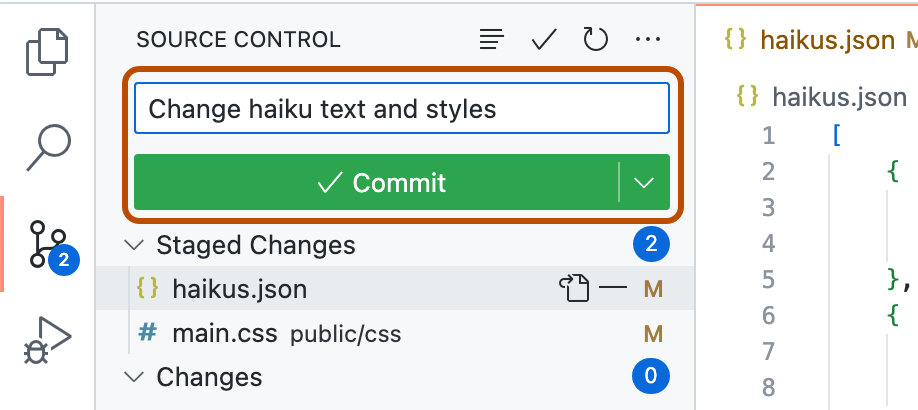 SOURCE CONTROL
Change haiku text and styles
Commit
Staged Changes 2
{} haikus.json M
# main.css public/css M
Changes 0
2
{} haikus.json M
{} haikus.json
1 [
2 {
3
4
5 },
6 {
7
8